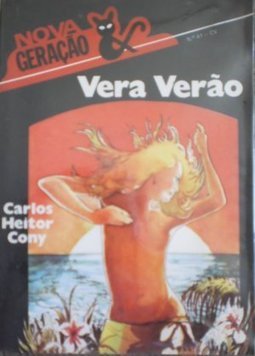 NOVA
GERAÇÃO
Vera Verão
Carlos
Heitor
Cony